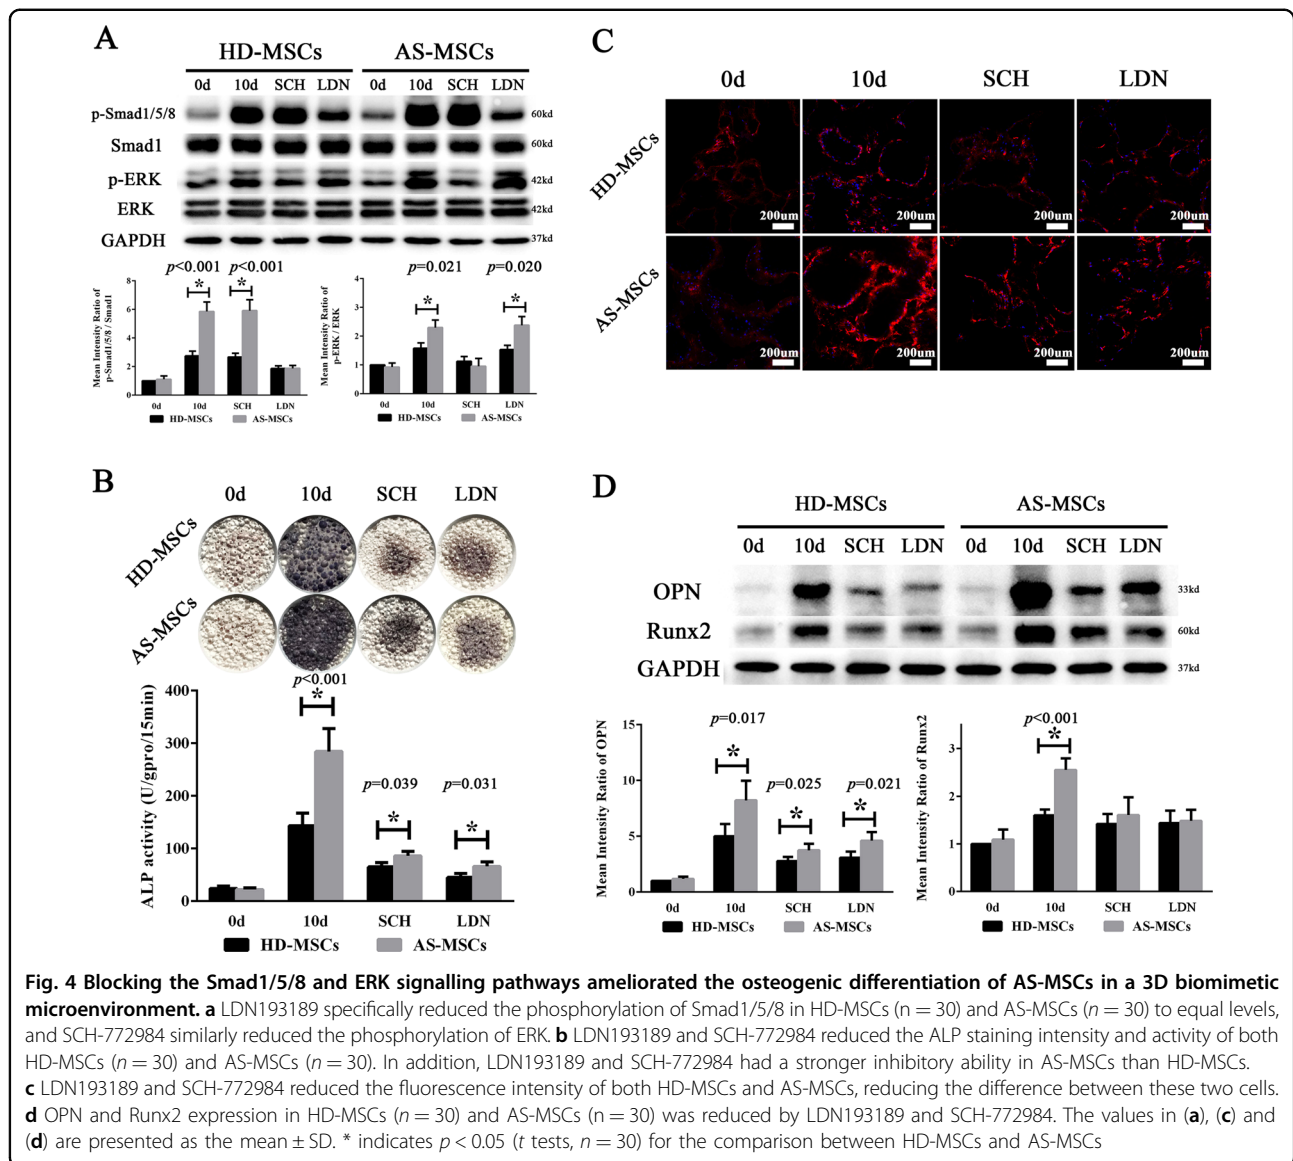 A
HD-MSCs AS-MSCs
0d 10d SCH LDN 0d 10d SCH LDN
p-Smad1/5/8 60kd
Smad1 60kd
p-ERK 42kd
ERK 42kd
GAPDH 37kd
p<0.001 p<0.001
Mean Intensity Ratio of
p-Smad1/5/8 / Smad1
8
6
4
2
0
* *
0d 10d SCH LDN
HD-MSCs AS-MSCs
p=0.021 p=0.020
Mean Intensity Ratio of
p-ERK / ERK
4
3
2
1
0
* *
0d 10d SCH LDN
HD-MSCs AS-MSCs
B
0d 10d SCH LDN
HD-MSCs
AS-MSCs
p<0.001
p=0.039 p=0.031
ALP activity (U/gpro/15min)
400
300
200
100
0
* * *
0d 10d SCH LDN
HD-MSCs AS-MSCs
C
0d 10d SCH LDN
HD-MSCs
200um 200um 200um 200um
AS-MSCs
200um 200um 200um 200um
D
HD-MSCs AS-MSCs
0d 10d SCH LDN 0d 10d SCH LDN
OPN 33kd
Runx2 60kd
GAPDH 37kd
p=0.017
p=0.025 p=0.021
Mean Intensity Ratio of OPN
15
10
5
0
* * *
0d 10d SCH LDN
HD-MSCs AS-MSCs
p<0.001
Mean Intensity Ratio of Runx2
3
2
1
0
*
0d 10d SCH LDN
HD-MSCs AS-MSCs
Fig. 4 Blocking the Smad1/5/8 and ERK signalling pathways ameliorated the osteogenic differentiation of AS-MSCs in a 3D biomimetic
microenvironment. a LDN193189 specifically reduced the phosphorylation of Smad1/5/8 in HD-MSCs (n = 30) and AS-MSCs (n = 30) to equal levels,
and SCH-772984 similarly reduced the phosphorylation of ERK. b LDN193189 and SCH-772984 reduced the ALP staining intensity and activity of both
HD-MSCs (n = 30) and AS-MSCs (n = 30). In addition, LDN193189 and SCH-772984 had a stronger inhibitory ability in AS-MSCs than HD-MSCs.
c LDN193189 and SCH-772984 reduced the fluorescence intensity of both HD-MSCs and AS-MSCs, reducing the difference between these two cells.
d OPN and Runx2 expression in HD-MSCs (n = 30) and AS-MSCs (n = 30) was reduced by LDN193189 and SCH-772984. The values in (a), (c) and
(d) are presented as the mean ± SD. * indicates p < 0.05 (t tests, n = 30) for the comparison between HD-MSCs and AS-MSCs